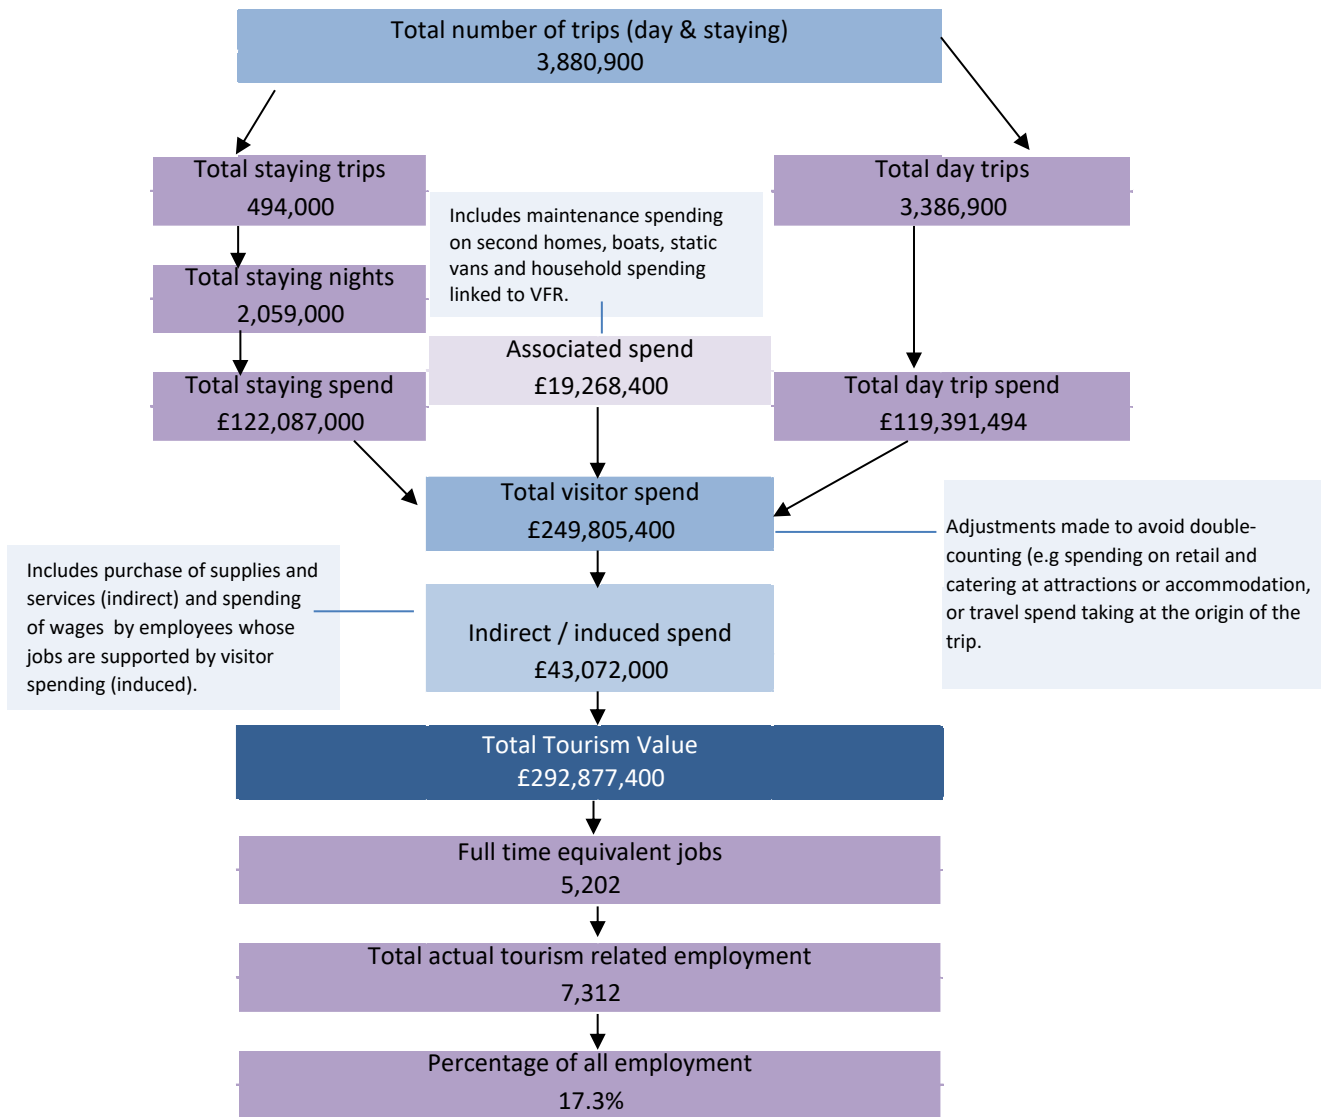 Total number of trips (day & staying)
3,880,900
Total staying trips
494,000
Total day trips
3,386,900
Includes maintenance spending
on second homes, boats, static
vans and household spending
linked to VFR.
Total staying nights
2,059,000
Associated spend
£19,268,400
Total staying spend
£122,087,000
Total day trip spend
£119,391,494
Total visitor spend
£249,805,400
Adjustments made to avoid double-
counting (e.g spending on retail and
catering at attractions or accommodation,
or travel spend taking at the origin of the
trip.
Includes purchase of supplies and
services (indirect) and spending
of wages by employees whose
jobs are supported by visitor
spending (induced).
Indirect / induced spend
£43,072,000
Total Tourism Value
£292,877,400
Full time equivalent jobs
5,202
Total actual tourism related employment
7,312
Percentage of all employment
17.3%